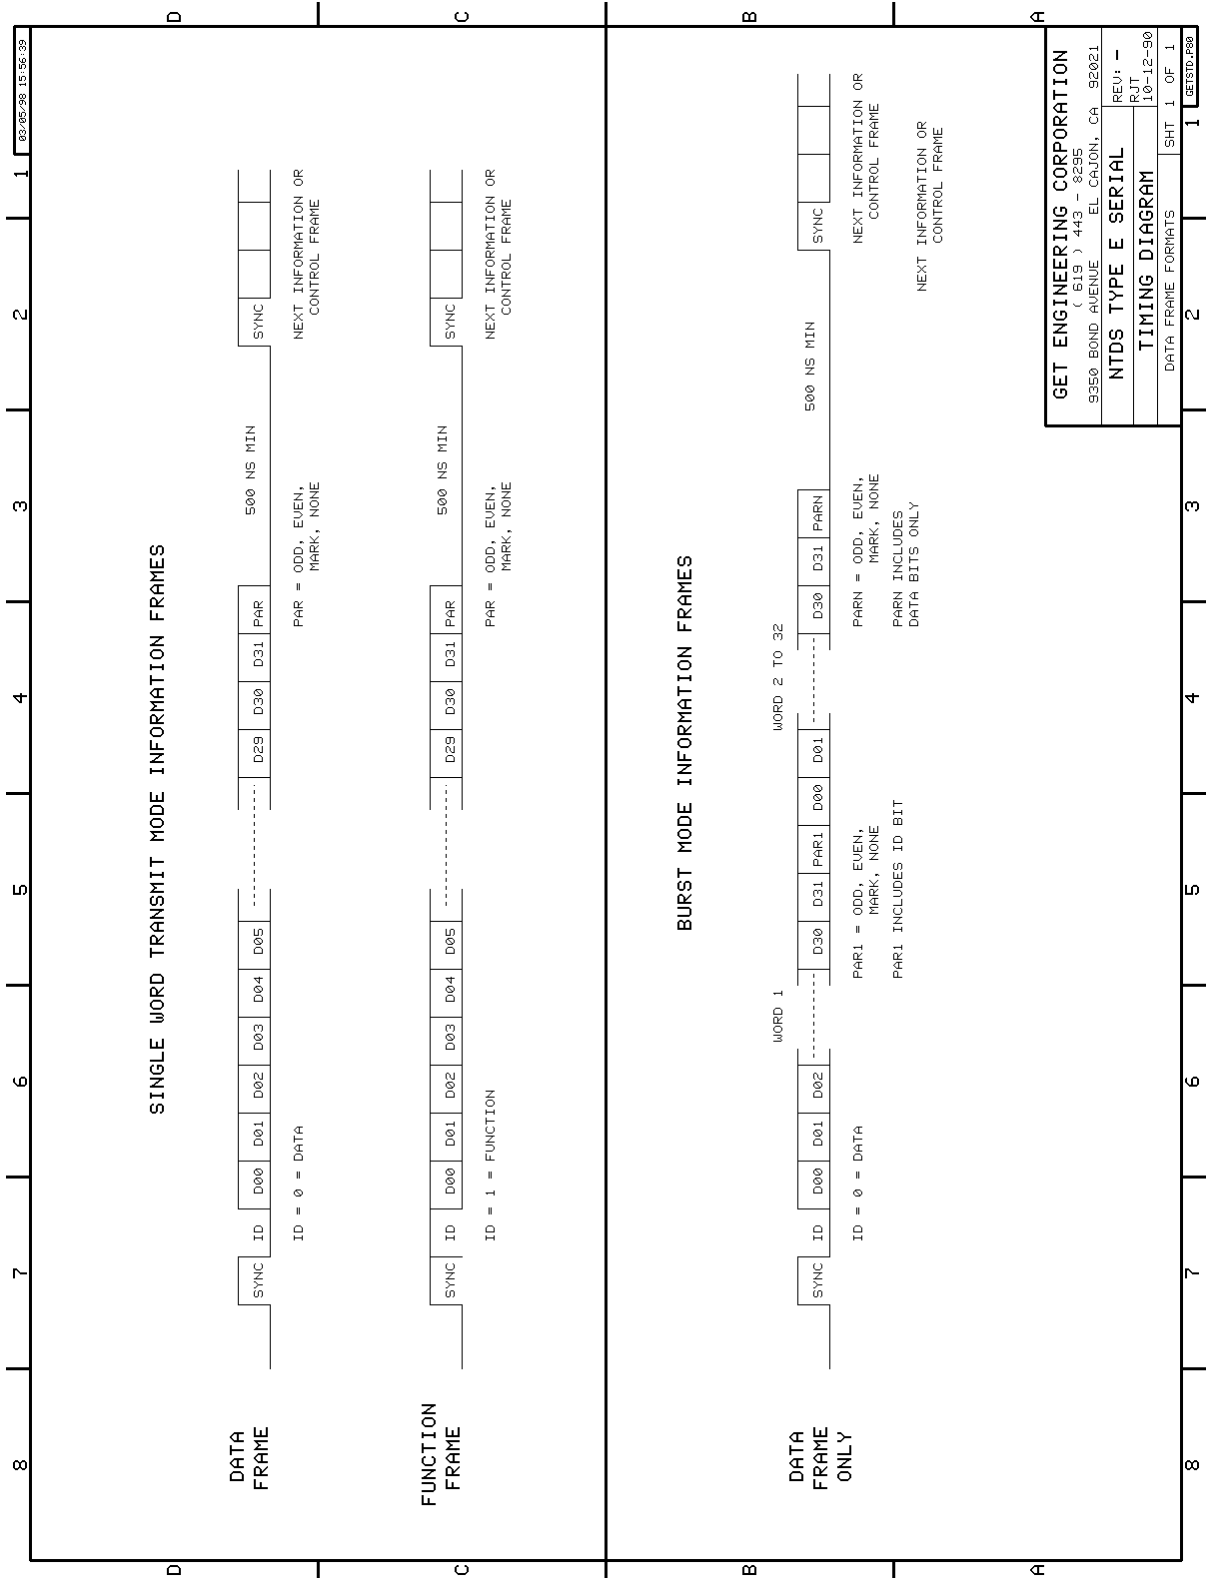 03/05/98 15:56:39
8 7 6 5 4 3 2 1
D D
SINGLE WORD TRANSMIT MODE INFORMATION FRAMES
DATA
FRAME
SYNC ID D00 D01 D02 D03 D04 D05 D29 D30 D31 PAR 500 NS MIN SYNC
ID = 0 = DATA
PAR = ODD, EVEN,
MARK, NONE
NEXT INFORMATION OR
CONTROL FRAME
C C
FUNCTION
FRAME
SYNC ID D00 D01 D02 D03 D04 D05 D29 D30 D31 PAR 500 NS MIN SYNC
ID = 1 = FUNCTION
PAR = ODD, EVEN,
MARK, NONE
NEXT INFORMATION OR
CONTROL FRAME
BURST MODE INFORMATION FRAMES
B B
WORD 1
WORD 2 TO 32
DATA
FRAME
ONLY
SYNC ID D00 D01 D02 D30 D31 PAR1 D00 D01 D30 D31 PARN 500 NS MIN SYNC
ID = 0 = DATA
PAR1 = ODD, EVEN,
MARK, NONE
PAR1 INCLUDES ID BIT
PARN = ODD, EVEN,
MARK, NONE
PARN INCLUDES
DATA BITS ONLY
NEXT INFORMATION OR
CONTROL FRAME
NEXT INFORMATION OR
CONTROL FRAME
A A
GET ENGINEERING CORPORATION
( 619 ) 443 - 8295
9350 BOND AVENUE EL CAJON, CA 92021
NTDS TYPE E SERIAL
REV: -
RJT
TIMING DIAGRAM
10-12-90
DATA FRAME FORMATS
SHT 1 OF 1
8 7 6 5 4 3 2 1
GETSTD.P80